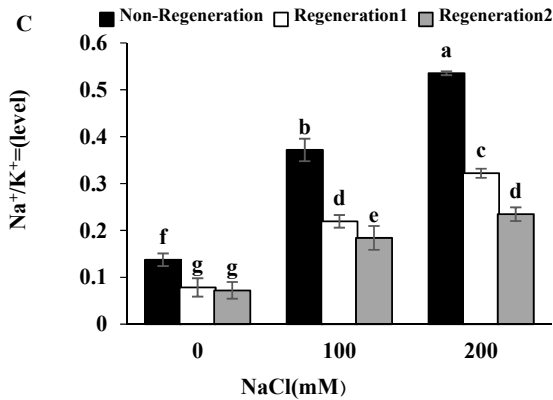 C
Non-Regeneration Regeneration1 Regeneration2
0.6
0.5
0.4
0.3
0.2
0.1
0
Na⁺/K⁺=(level)
f g g
b d e
a c d
0 100 200
NaCl(mM)